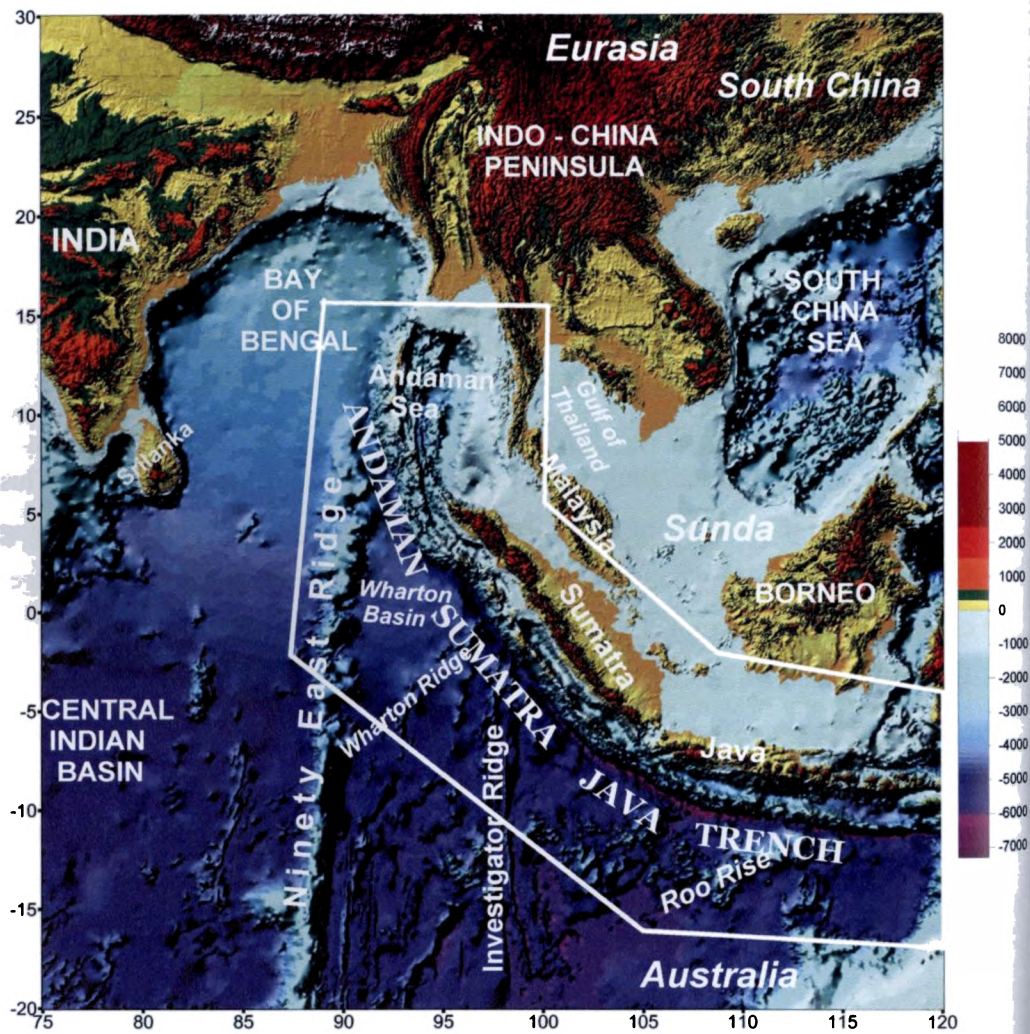 30
25
20
15
10
5
0
-5
-1
-15
-20
75
80
85
90
95
100
105
110
115
120
Eurasia
South China
INDO - CHINA
PENINSULA
INDIA
BAY
OF
BENGAL
SOUTH
CHINA
SEA
Andaman
Sea
Gulf of
Thailand
Srilanka
Malaysia
Sunda
BORNEO
ANDAMAN
SUMATRA
JAVA
TRENCH
Wharton
Basin
Sumatra
Wharton Ridge
Ninety East Ridge
CENTRAL
INDIAN
BASIN
Java
Investigator Ridge
Roo Rise
Australia
8000
7000
6000
5000
4000
3000
2000
1000
0
-1000
-2000
-3000
-4000
-5000
-6000
-7000